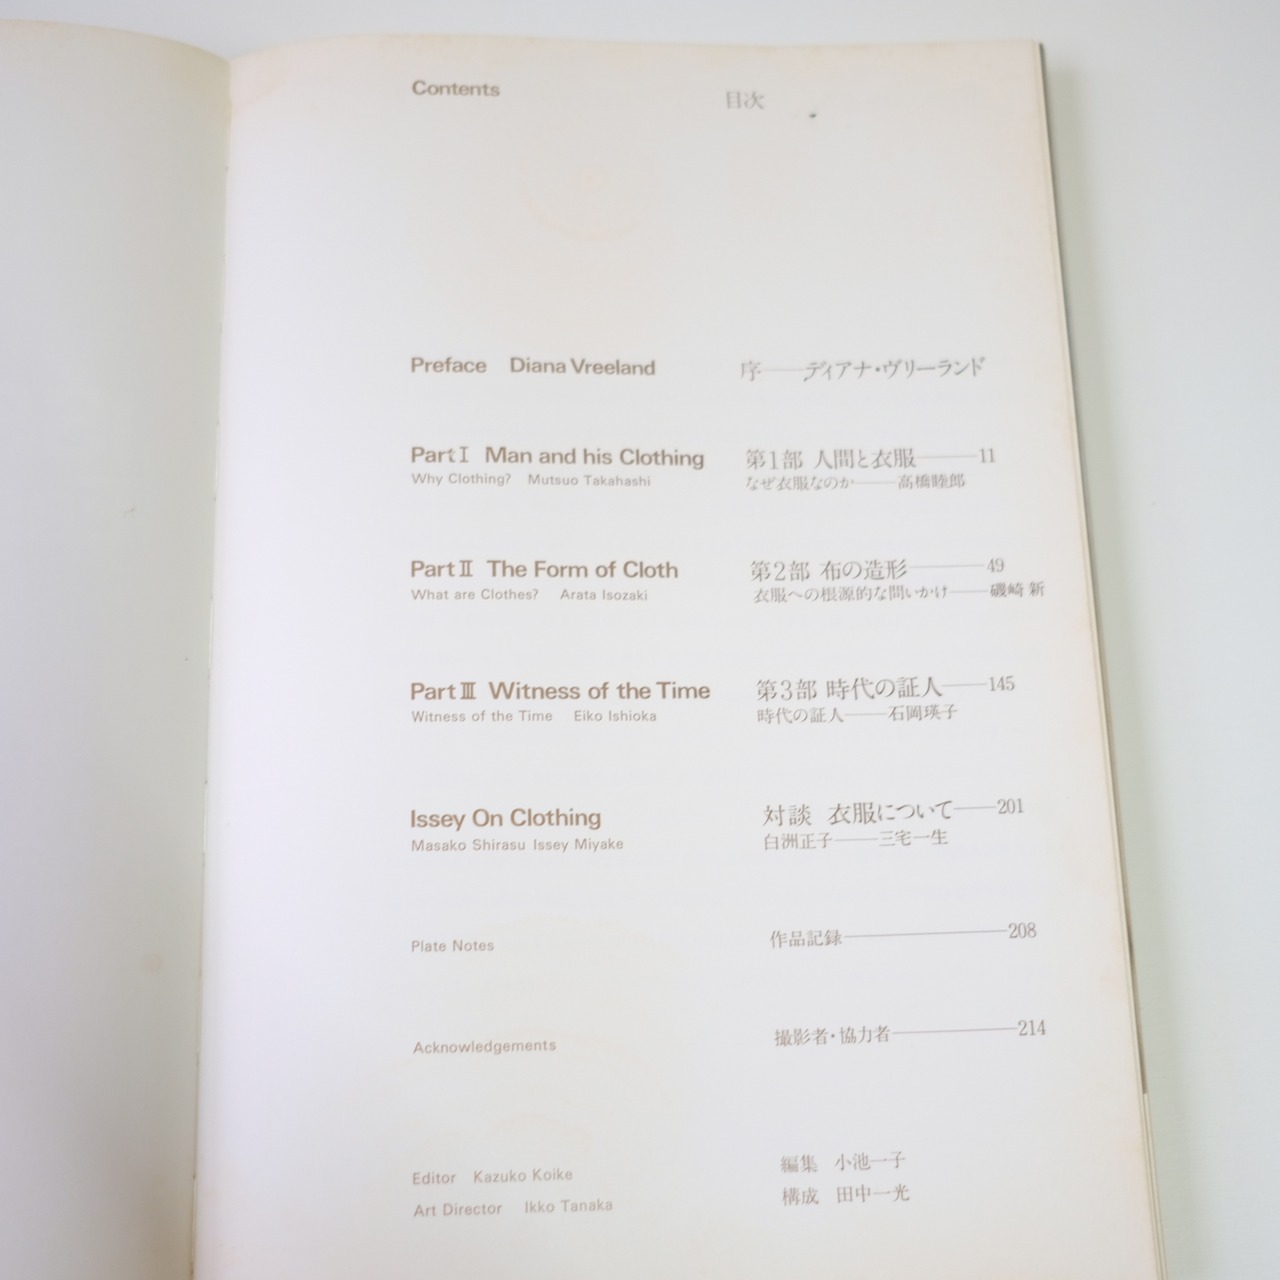 Contents 目次
Preface Diana Vreeland 序――ディアナ・ヴリーランド
Part I Man and his Clothing 第1部 人間と衣服――11
Why Clothing? Mutsuo Takahashi なぜ衣服なのか――高橋睦郎
Part II The Form of Cloth 第2部 布の造形――49
What are Clothes? Arata Isozaki 衣服への根源的な問いかけ――磯崎 新
Part III Witness of the Time 第3部 時代の証人――145
Witness of the Time Eiko Ishioka 時代の証人――石岡瑛子
Issey On Clothing 対談 衣服について――201
Masako Shirasu Issey Miyake 白洲正子――三宅一生
Plate Notes 作品記録――208
Acknowledgements 撮影者・協力者――214
Editor Kazuko Koike 編集 小池一子
Art Director Ikko Tanaka 構成 田中一光